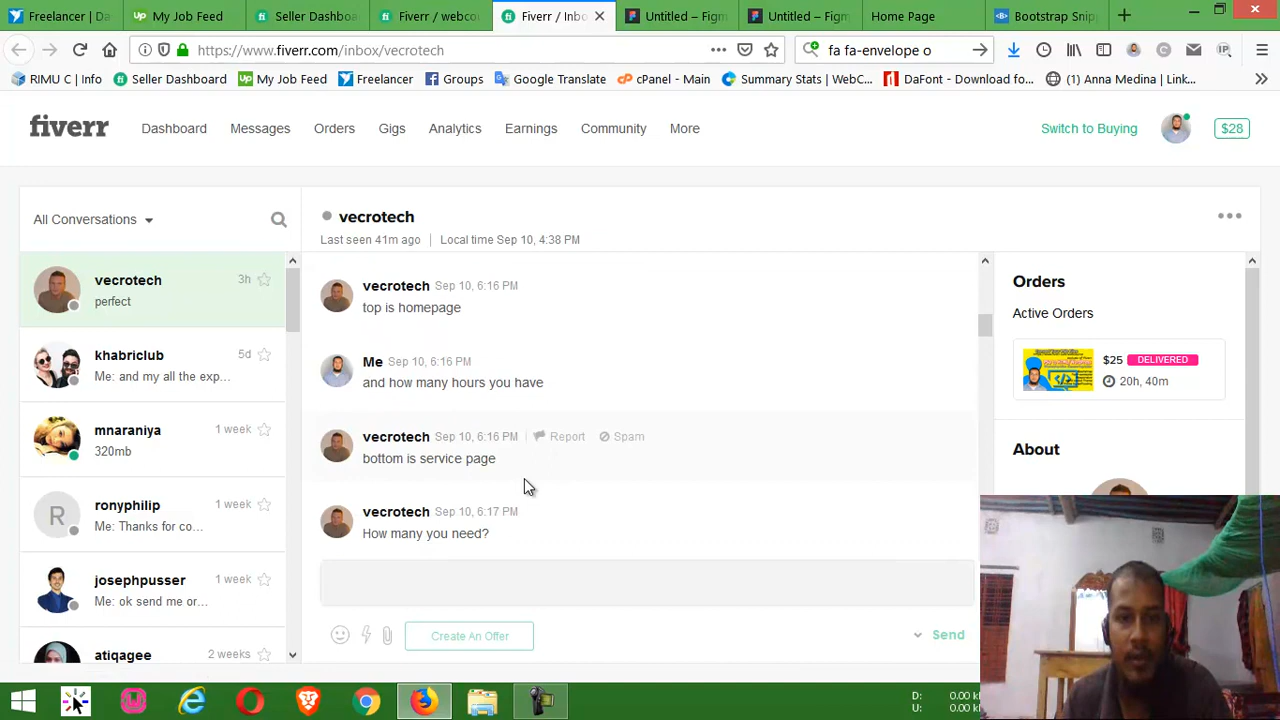 Freelancer | Da
My Job Feed
Seller Dashboa
Fiverr / webco
Fiverr / Inbo
Untitled – Figm
Untitled – Figm
Home Page
Bootstrap Snip
https://www.fiverr.com/inbox/vecrotech
fa fa-envelope o
RIMU C | Info
Seller Dashboard
My Job Feed
Freelancer
Groups
Google Translate
cPanel - Main
Summary Stats | WebC...
DaFont - Download fo...
(1) Anna Medina | Link...
fiverr
Dashboard
Messages
Orders
Gigs
Analytics
Earnings
Community
More
Switch to Buying
$28
All Conversations
vecrotech
3h
perfect
khabriclub
5d
Me: and my all the exp...
mnaraniya
1 week
320mb
R
ronyphilip
1 week
Me: Thanks for co...
josephpusser
1 week
Me: ok send me or...
atiqagee
2 weeks
vecrotech
Last seen 41m ago | Local time Sep 10, 4:38 PM
vecrotech Sep 10, 6:16 PM
top is homepage
Me Sep 10, 6:16 PM
and how many hours you have
vecrotech Sep 10, 6:16 PM Report Spam
bottom is service page
vecrotech Sep 10, 6:17 PM
How many you need?
Create An Offer
Send
Orders
Active Orders
$25 DELIVERED
20h, 40m
About
D: 0.00 k
U: 0.00 k